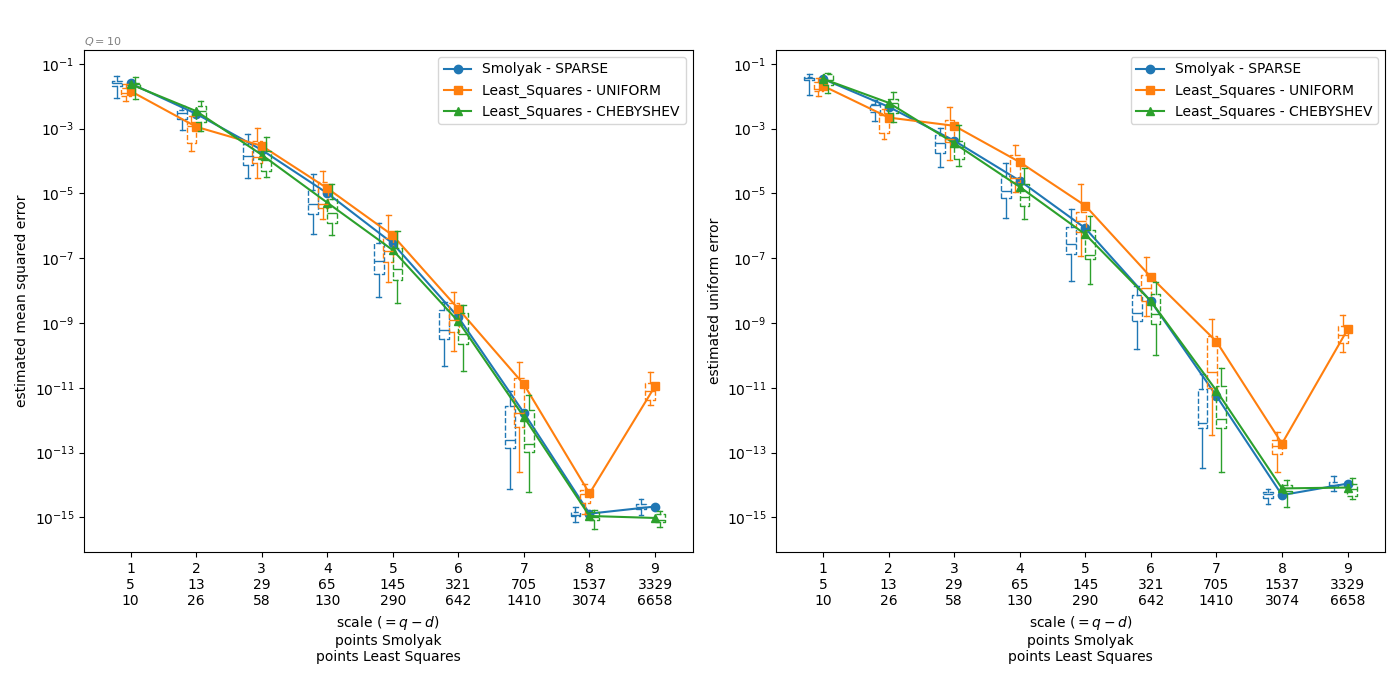 Q = 10
estimated mean squared error
10⁻¹
10⁻³
10⁻⁵
10⁻⁷
10⁻⁹
10⁻¹¹
10⁻¹³
10⁻¹⁵
Smolyak - SPARSE
Least_Squares - UNIFORM
Least_Squares - CHEBYSHEV
1 2 3 4 5 6 7 8 9
5 13 29 65 145 321 705 1537 3329
10 26 58 130 290 642 1410 3074 6658
scale (= q − d)
points Smolyak
points Least Squares
estimated uniform error
10⁻¹
10⁻³
10⁻⁵
10⁻⁷
10⁻⁹
10⁻¹¹
10⁻¹³
10⁻¹⁵
Smolyak - SPARSE
Least_Squares - UNIFORM
Least_Squares - CHEBYSHEV
1 2 3 4 5 6 7 8 9
5 13 29 65 145 321 705 1537 3329
10 26 58 130 290 642 1410 3074 6658
scale (= q − d)
points Smolyak
points Least Squares